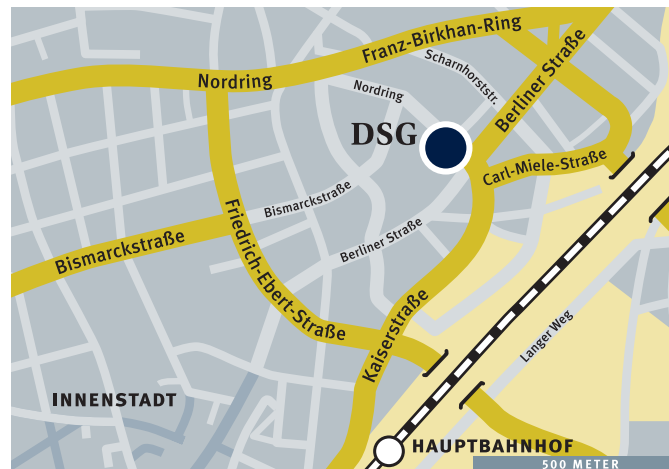 Franz-Birkhan-Ring
Nordring
Scharnhorststr.
Berliner Straße
Nordring
DSG
Carl-Miele-Straße
Bismarckstraße
Friedrich-Ebert-Straße
Berliner Straße
Bismarckstraße
Kaiserstraße
Langer Weg
INNENSTADT
HAUPTBAHNHOF
500 METER